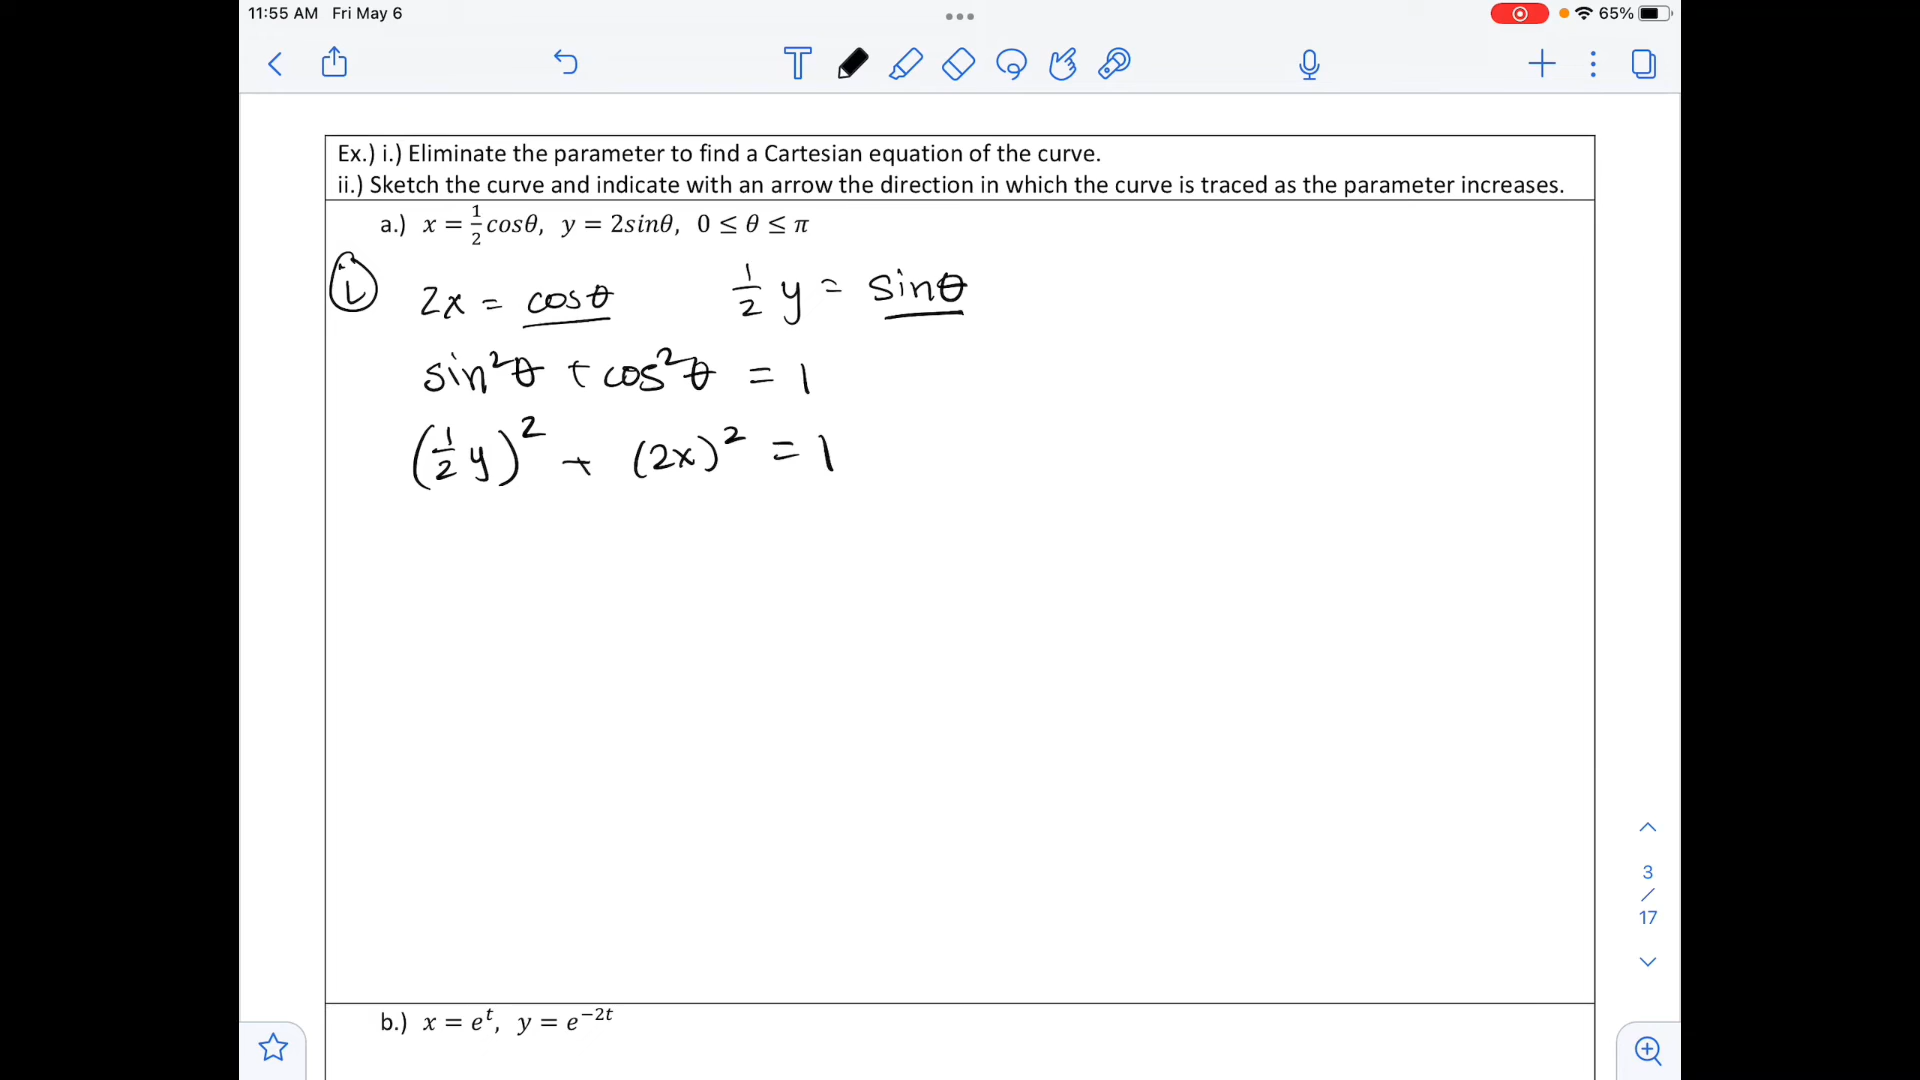 11:55 AM Fri May 6
65%
Ex.) i.) Eliminate the parameter to find a Cartesian equation of the curve.
ii.) Sketch the curve and indicate with an arrow the direction in which the curve is traced as the parameter increases.
a.) x = 1/2 cosθ, y = 2sinθ, 0 ≤ θ ≤ π
i 2x = cosθ 1/2 y = sinθ
sin²θ + cos²θ = 1
(1/2 y)² + (2x)² = 1
3
/
17
b.) x = e^t, y = e^−2t